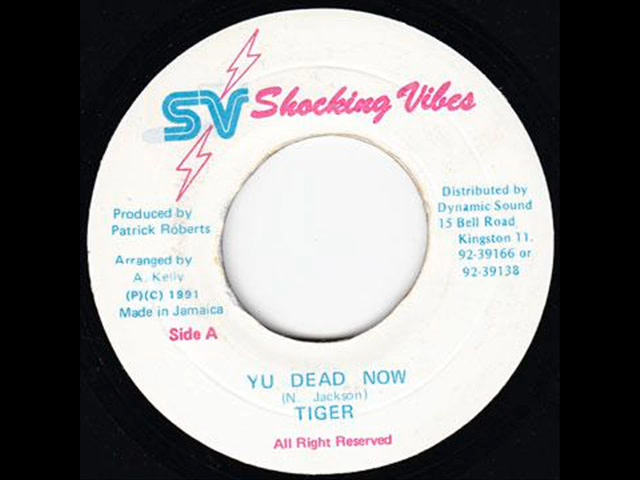 SV Shocking Vibes
Produced by
Patrick Roberts
Arranged by
A. Kelly
(P)(C) 1991
Made in Jamaica
Side A
Distributed by
Dynamic Sound
15 Bell Road
Kingston 11.
92-39166 or
92-39138
YU DEAD NOW
(N. Jackson)
TIGER
All Right Reserved